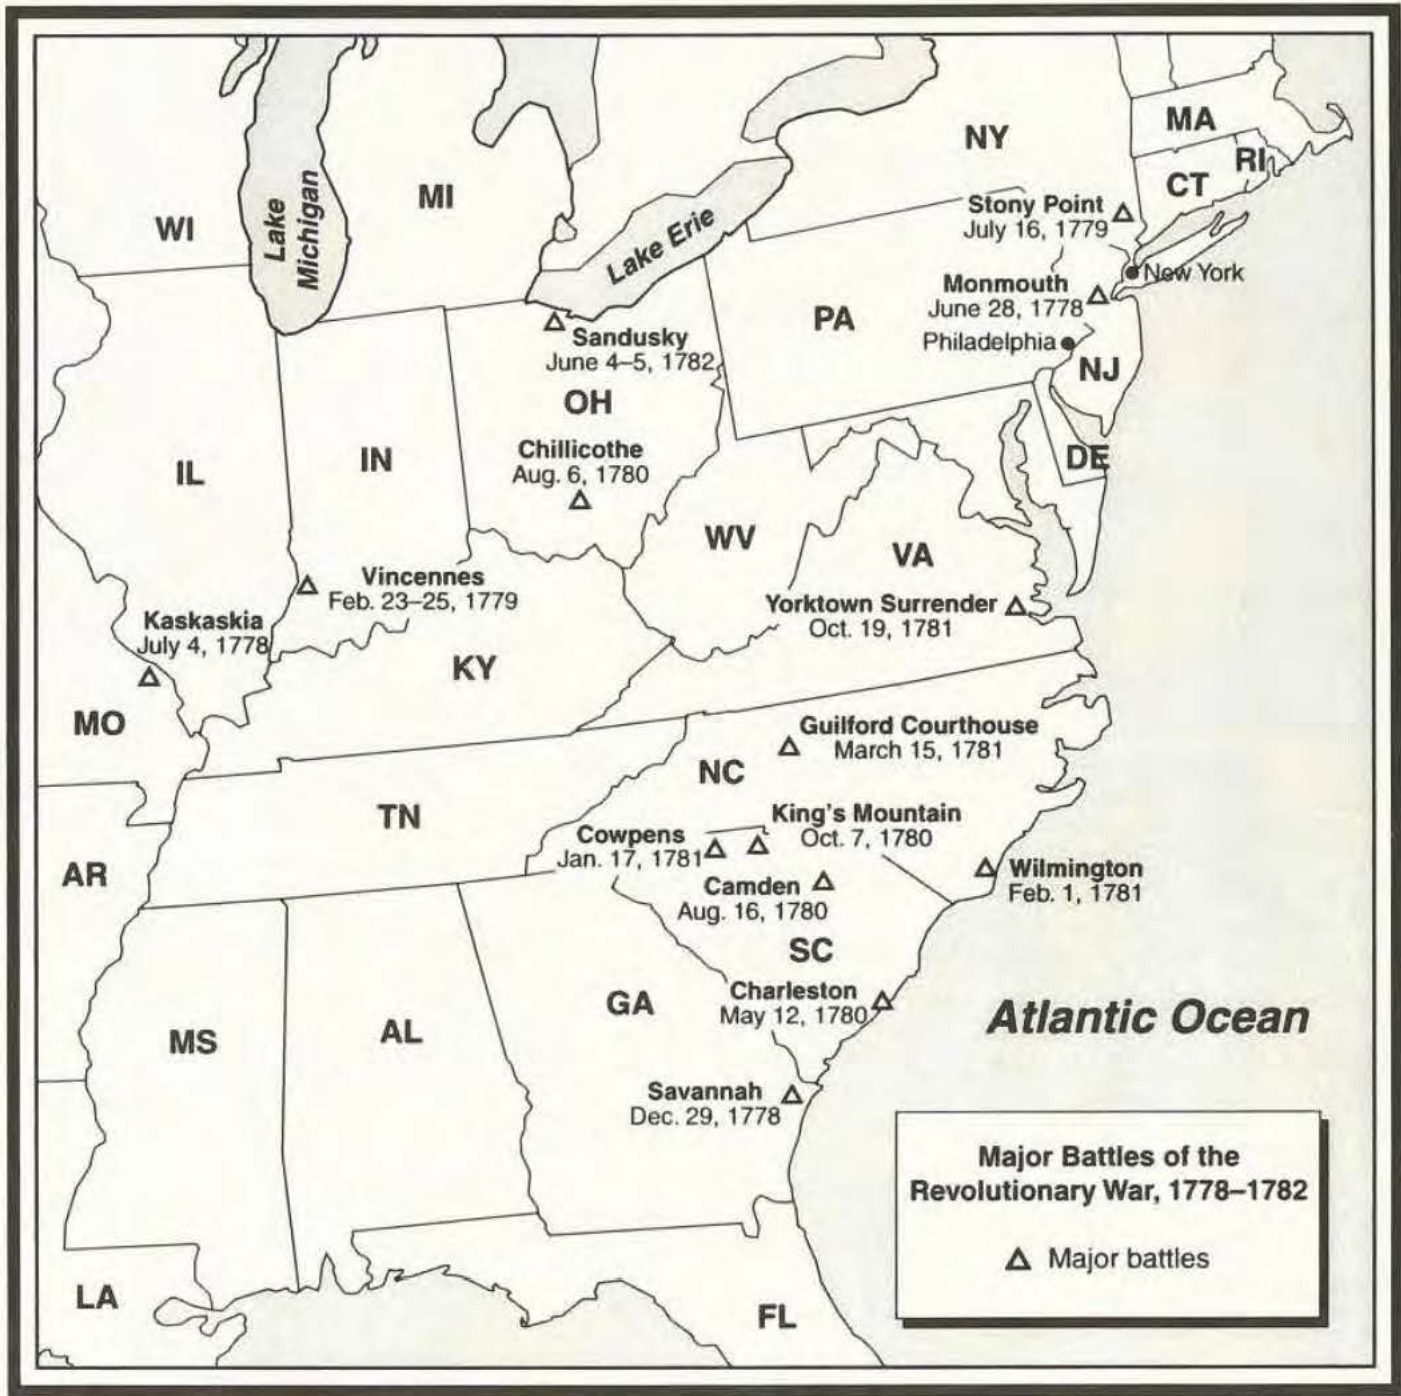 MA
NY
RI
CT
MI
WI
Lake
Michigan
Lake Erie
Stony Point
July 16, 1779
New York
Monmouth
June 28, 1778
PA
Philadelphia
NJ
Sandusky
June 4–5, 1782
OH
Chillicothe
Aug. 6, 1780
IL
IN
DE
WV
VA
Vincennes
Feb. 23–25, 1779
Yorktown Surrender
Oct. 19, 1781
Kaskaskia
July 4, 1778
KY
MO
Guilford Courthouse
March 15, 1781
NC
TN
King's Mountain
Oct. 7, 1780
Cowpens
Jan. 17, 1781
AR
Wilmington
Feb. 1, 1781
Camden
Aug. 16, 1780
SC
Charleston
May 12, 1780
GA
MS
AL
Atlantic Ocean
Savannah
Dec. 29, 1778
Major Battles of the
Revolutionary War, 1778–1782
Major battles
LA
FL